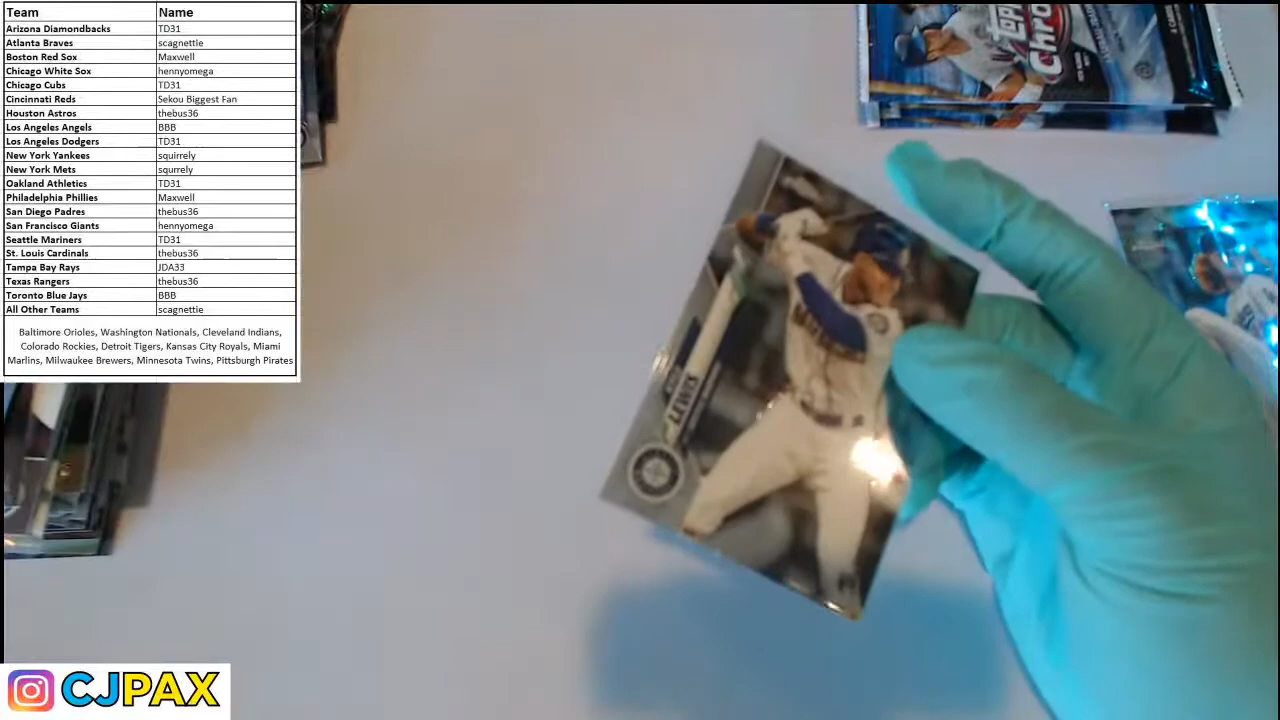 Team Name
Arizona Diamondbacks TD31
Atlanta Braves scagnettie
Boston Red Sox Maxwell
Chicago White Sox hennyomega
Chicago Cubs TD31
Cincinnati Reds Sekou Biggest Fan
Houston Astros thebus36
Los Angeles Angels BBB
Los Angeles Dodgers TD31
New York Yankees squirrely
New York Mets squrrely
Oakland Athletics TD31
Philadelphia Phillies Maxwell
San Diego Padres thebus36
San Francisco Giants hennyomega
Seattle Mariners TD31
St. Louis Cardinals thebus36
Tampa Bay Rays JDA33
Texas Rangers thebus36
Toronto Blue Jays BBB
All Other Teams scagnettie
Baltimore Orioles, Washington Nationals, Cleveland Indians,
Colorado Rockies, Detroit Tigers, Kansas City Royals, Miami
Marlins, Milwaukee Brewers, Minnesota Twins, Pittsburgh Pirates
Topps
Chrome
LEWIS
CJPAX